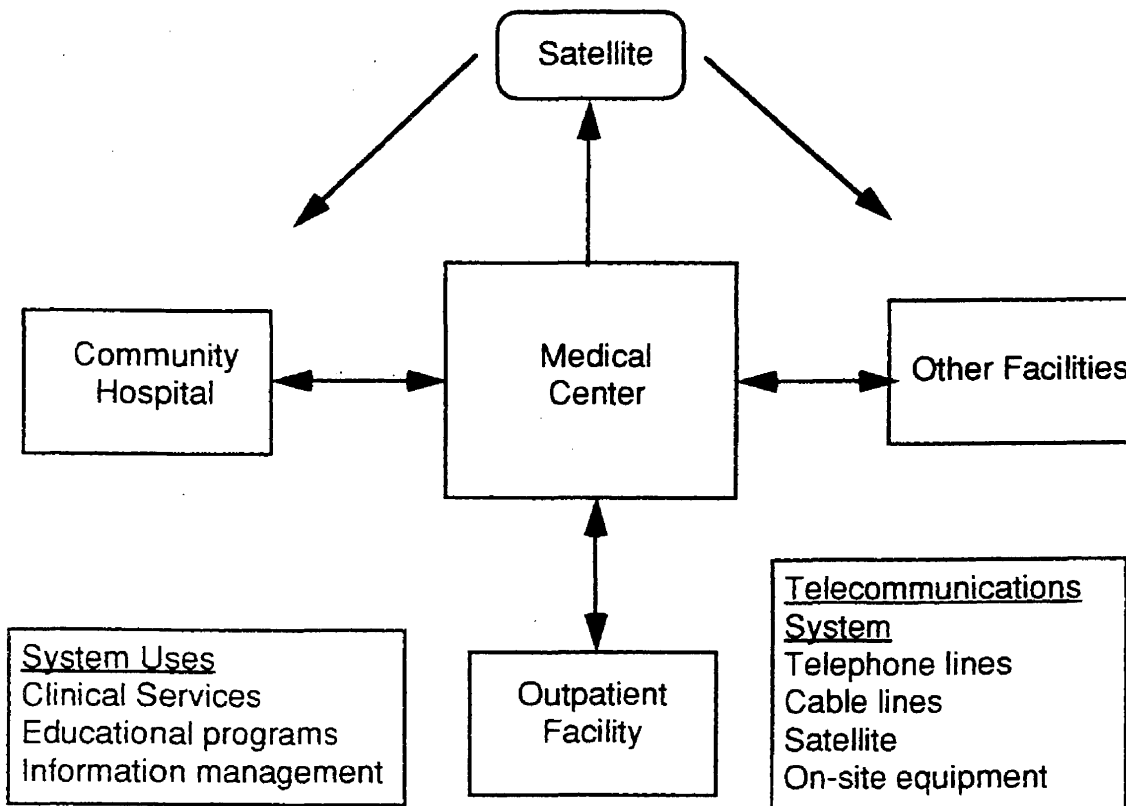 Satellite
Community
Hospital
Medical
Center
Other Facilities
System Uses
Clinical Services
Educational programs
Information management
Outpatient
Facility
Telecommunications
System
Telephone lines
Cable lines
Satellite
On-site equipment